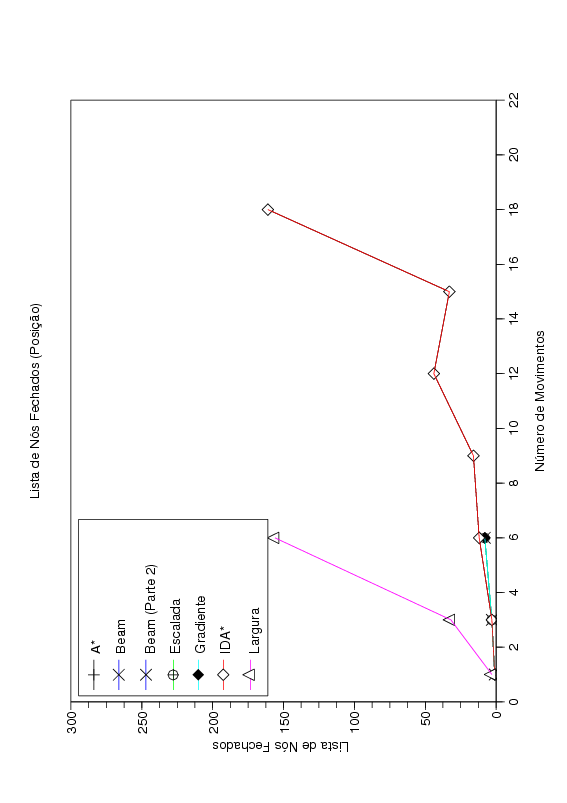 Lista de Nós Fechados (Posição)
300
250
200
150
100
50
0
Lista de Nós Fechados
A*
Beam
Beam (Parte 2)
Escalada
Gradiente
IDA*
Largura
0
2
4
6
8
10
12
14
16
18
20
22
Número de Movimentos